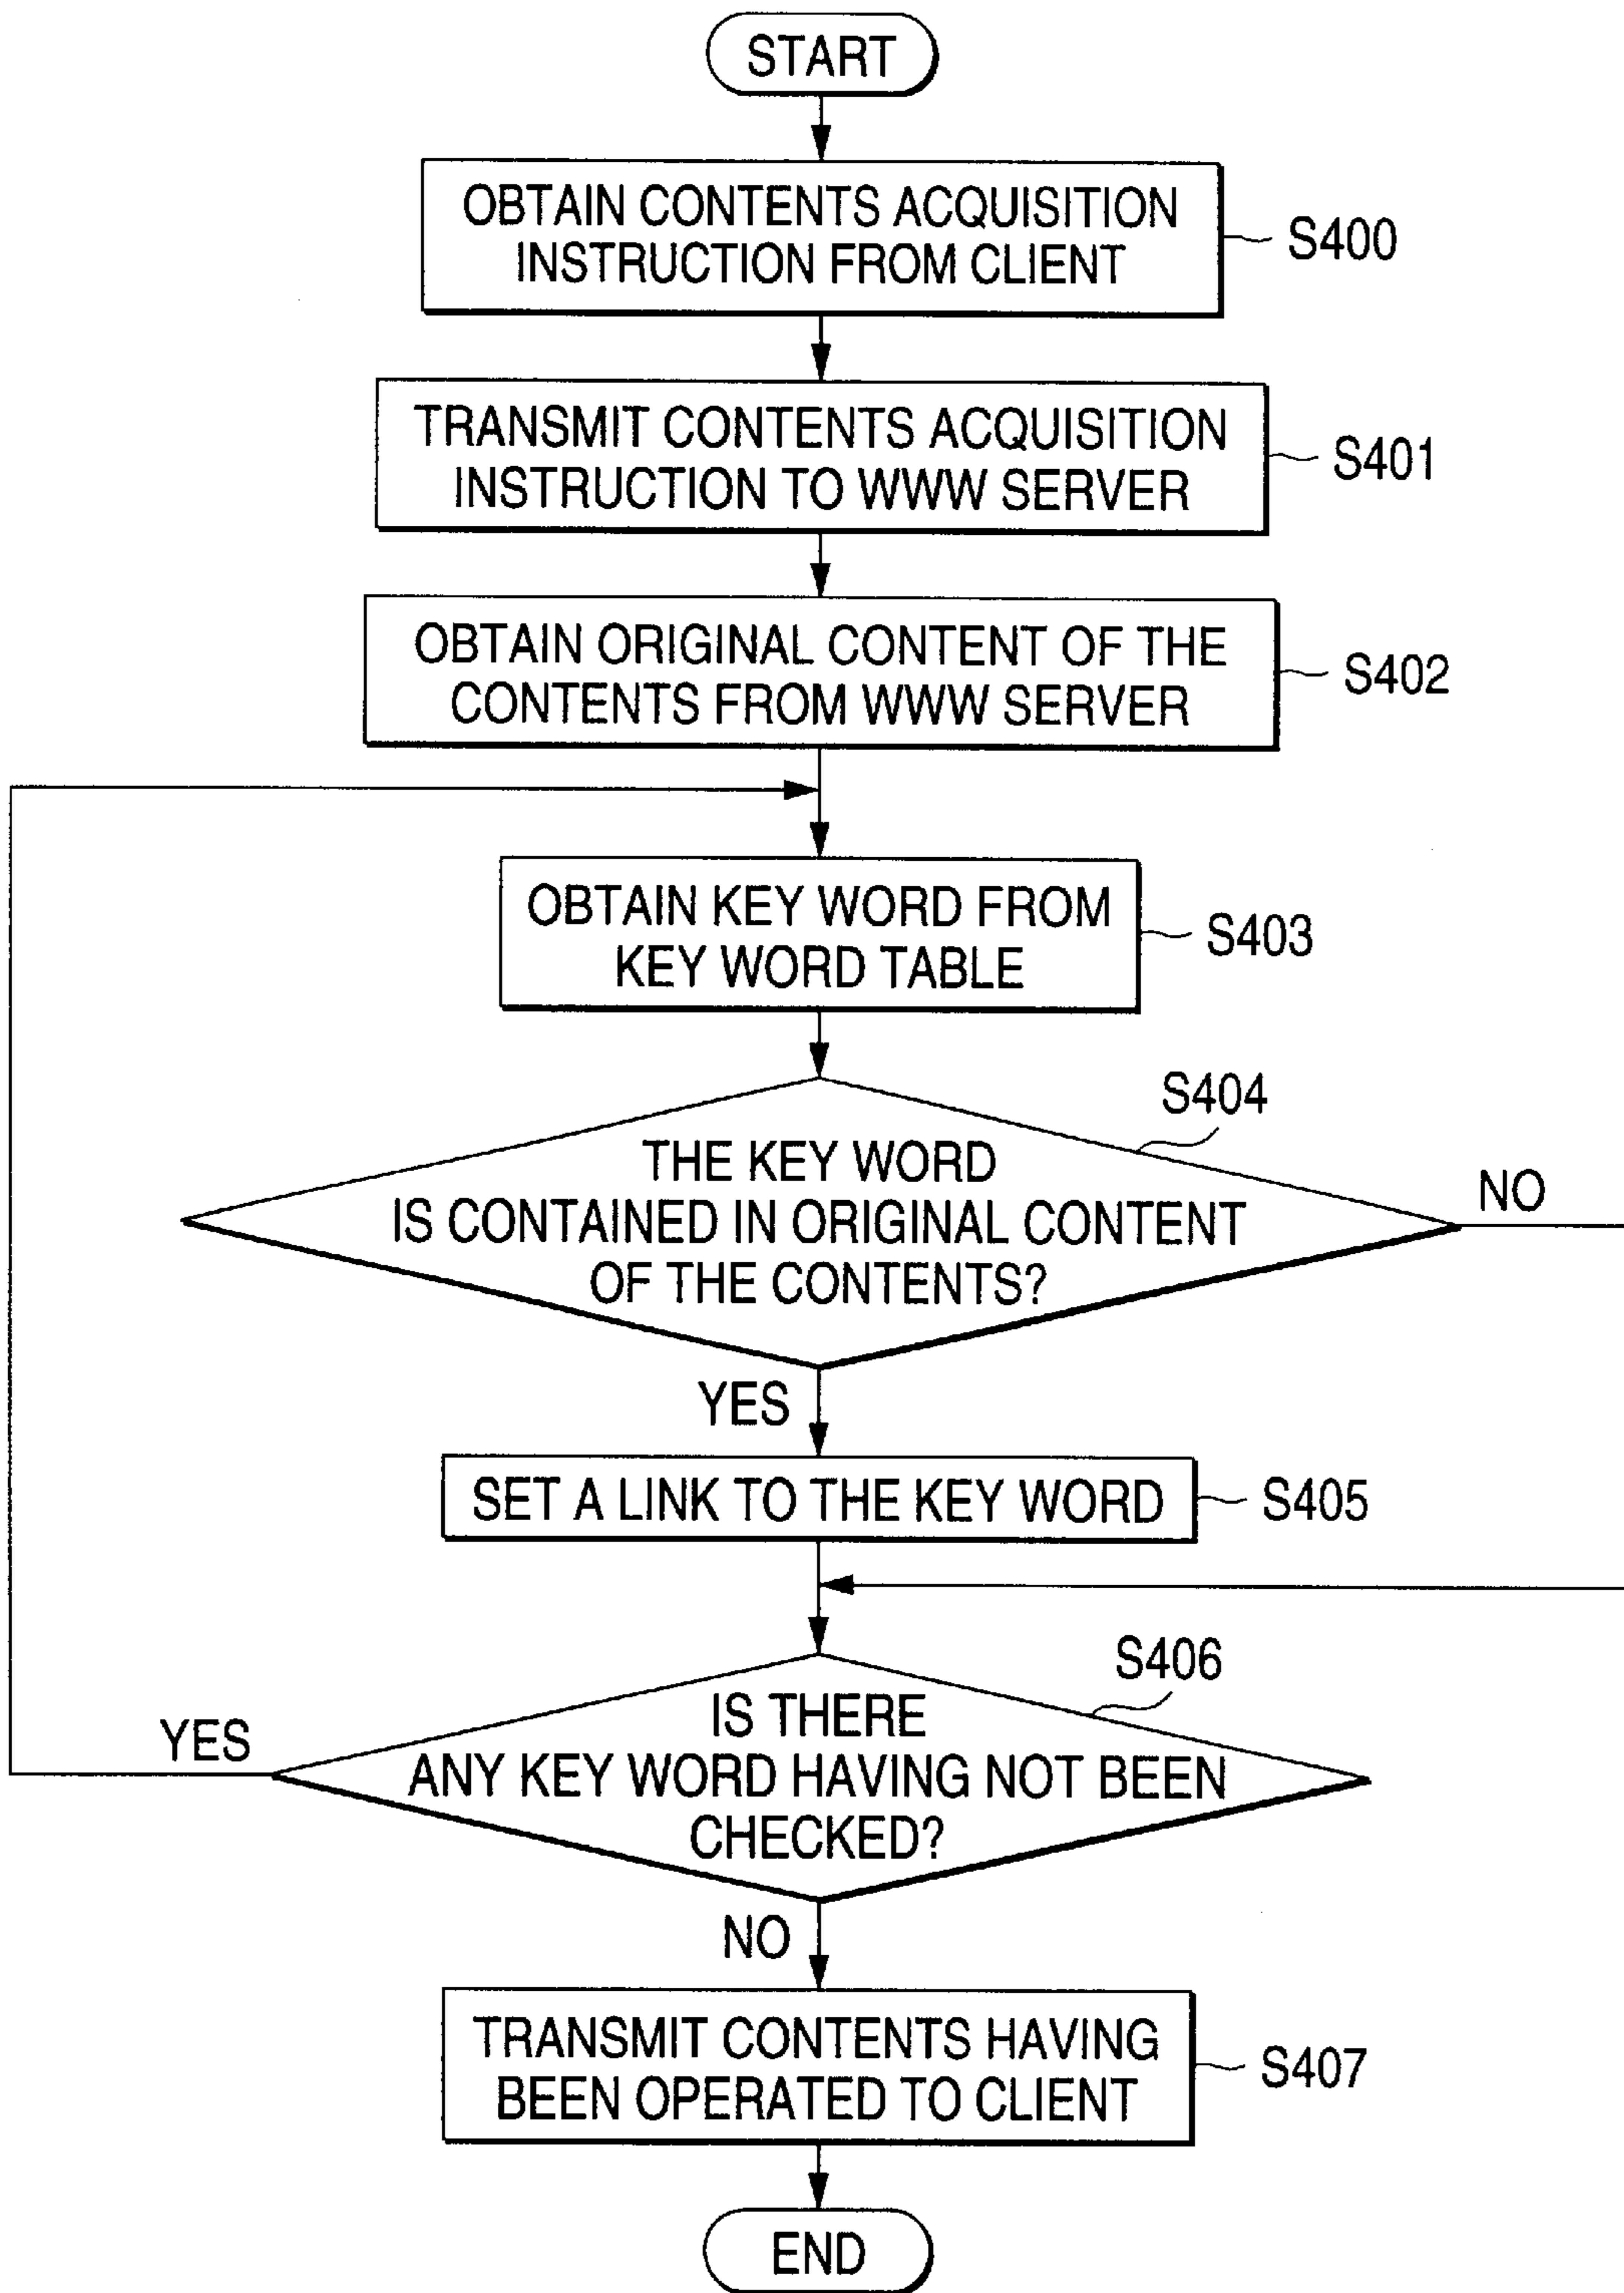 START
OBTAIN CONTENTS ACQUISITION
INSTRUCTION FROM CLIENT
S400
TRANSMIT CONTENTS ACQUISITION
INSTRUCTION TO WWW SERVER
S401
OBTAIN ORIGINAL CONTENT OF THE
CONTENTS FROM WWW SERVER
S402
OBTAIN KEY WORD FROM
KEY WORD TABLE
S403
S404
THE KEY WORD
IS CONTAINED IN ORIGINAL CONTENT
OF THE CONTENTS?
NO
YES
SET A LINK TO THE KEY WORD
S405
S406
IS THERE
ANY KEY WORD HAVING NOT BEEN
CHECKED?
YES
NO
TRANSMIT CONTENTS HAVING
BEEN OPERATED TO CLIENT
S407
END